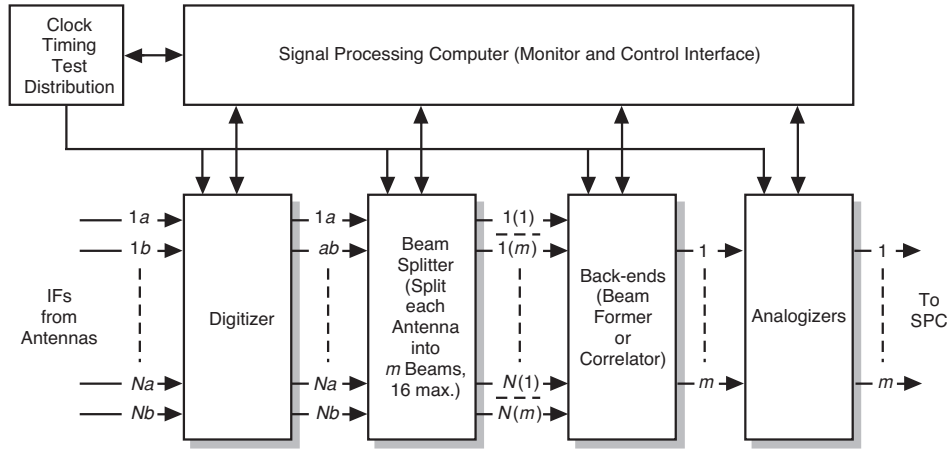 Clock
Timing
Test
Distribution
Signal Processing Computer (Monitor and Control Interface)
IFs
from
Antennas
1a
1b
Na
Nb
Digitizer
1a
ab
Na
Nb
Beam
Splitter
(Split
each
Antenna
into
m Beams,
16 max.)
1(1)
1(m)
N(1)
N(m)
Back-ends
(Beam
Former
or
Correlator)
1
m
Analogizers
1
m
To
SPC